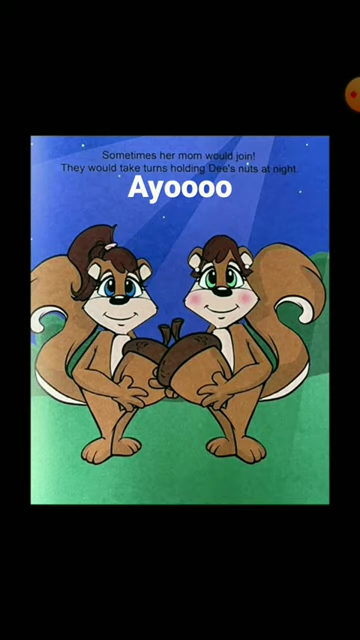 Sometimes her mom would join!
They would take turns holding Dee's nuts at night.
Ayoooo